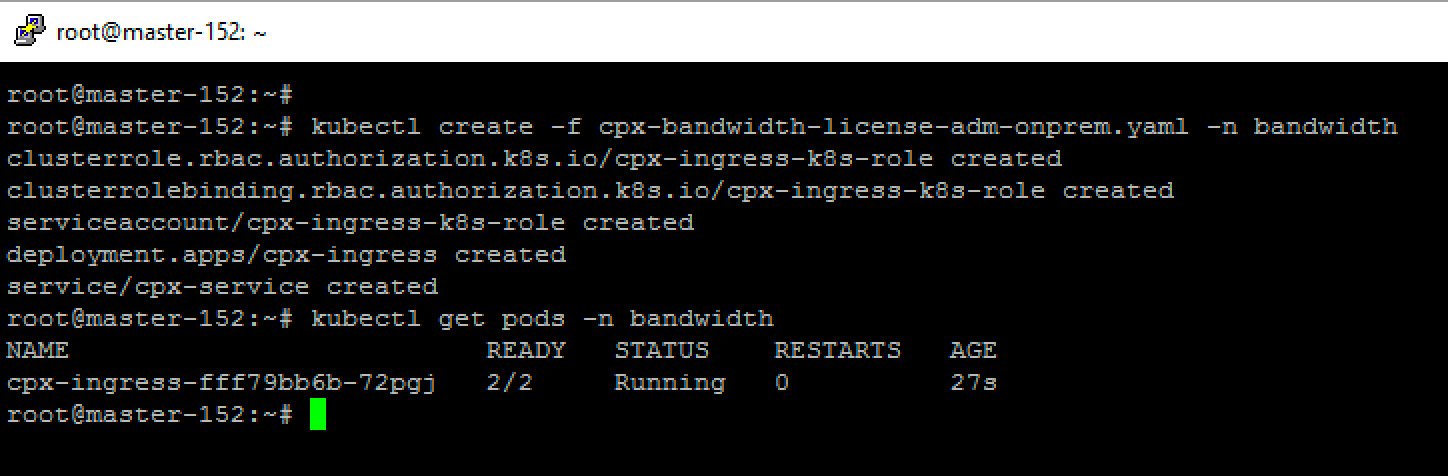 root@master-152: ~
root@master-152:~#
root@master-152:~# kubectl create -f cpx-bandwidth-license-adm-onprem.yaml -n bandwidth
clusterrole.rbac.authorization.k8s.io/cpx-ingress-k8s-role created
clusterrolebinding.rbac.authorization.k8s.io/cpx-ingress-k8s-role created
serviceaccount/cpx-ingress-k8s-role created
deployment.apps/cpx-ingress created
service/cpx-service created
root@master-152:~# kubectl get pods -n bandwidth
NAME READY STATUS RESTARTS AGE
cpx-ingress-fff79bb6b-72pgj 2/2 Running 0 27s
root@master-152:~#